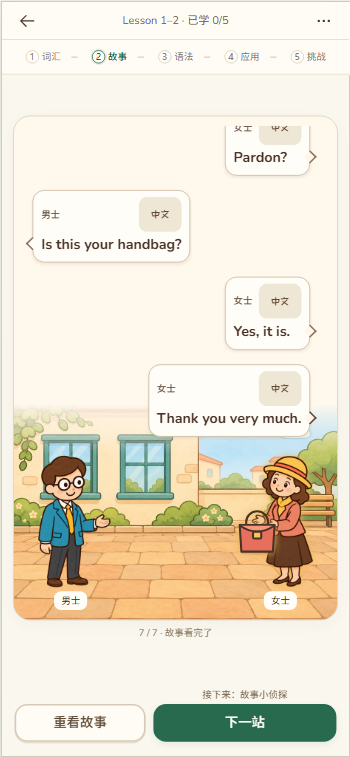 Lesson 1–2 · 已学 0/5
1 词汇 — 2 故事 — 3 语法 — 4 应用 — 5 挑战
女士 中文
Pardon?
男士 中文
Is this your handbag?
女士 中文
Yes, it is.
女士 中文
Thank you very much.
男士 女士
7 / 7 · 故事看完了
接下来：故事小侦探
重看故事 下一站